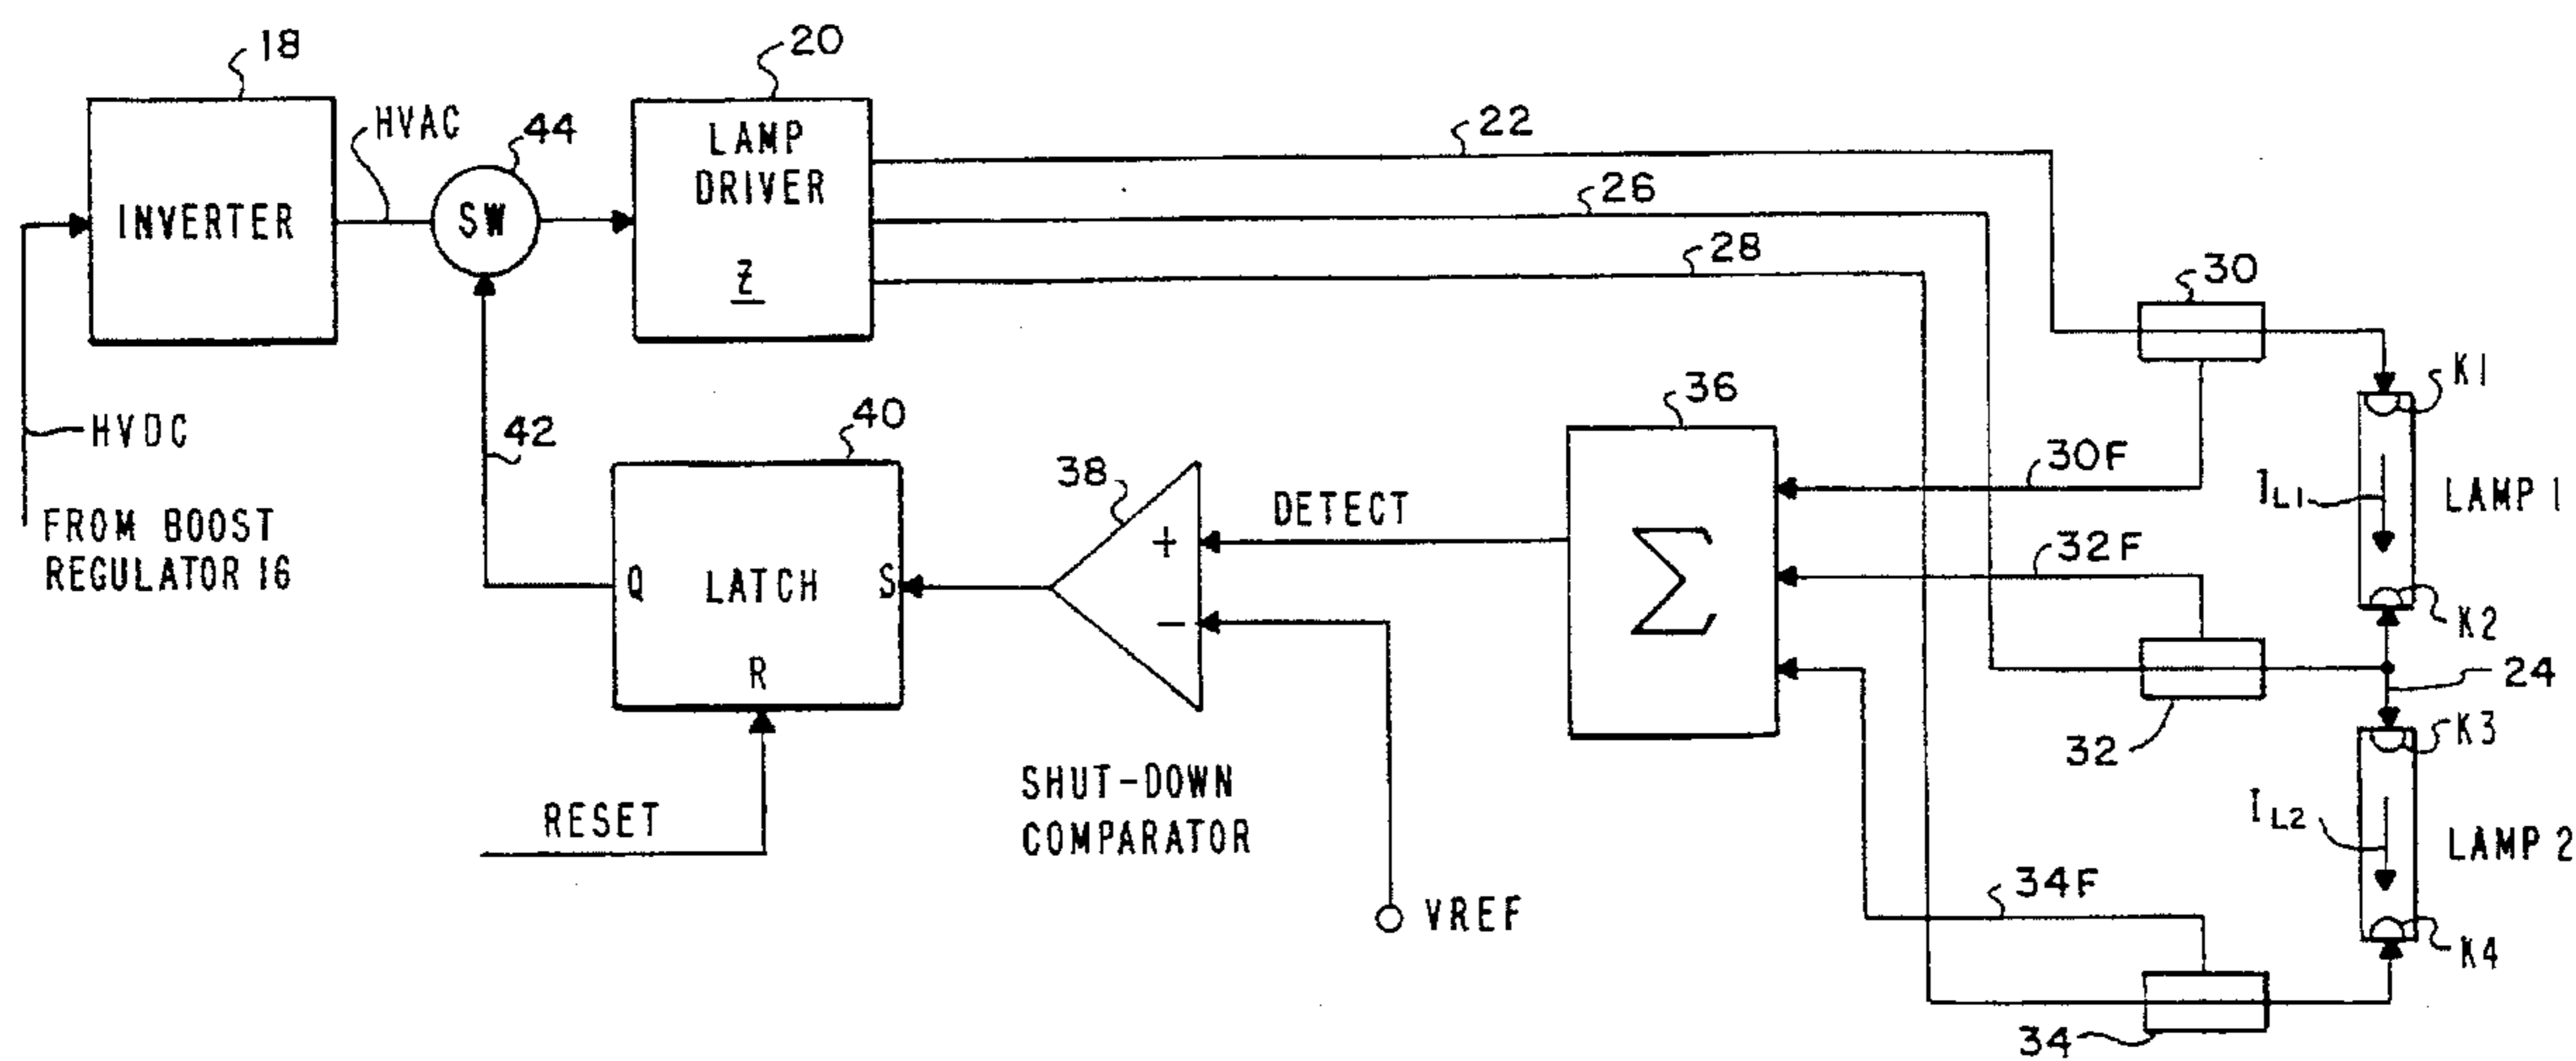 18
20
HVAC
44
LAMP
DRIVER
Z
22
26
28
INVERTER
SW
30
K1
36
HVDC
42
40
38
30F
IL1
LAMP 1
DETECT
FROM BOOST
REGULATOR 16
+
Σ
32F
Q
LATCH
S
−
K2
R
24
32
K3
SHUT-DOWN
COMPARATOR
RESET
IL2
LAMP 2
34F
VREF
K4
34